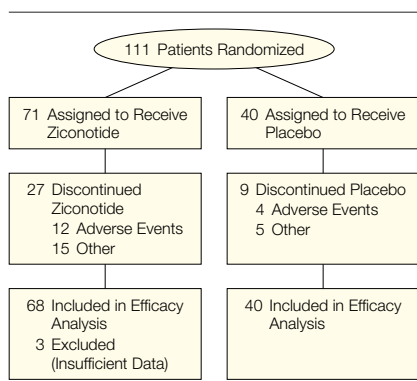 111 Patients Randomized
71 Assigned to Receive
Ziconotide
40 Assigned to Receive
Placebo
27 Discontinued
Ziconotide
12 Adverse Events
15 Other
9 Discontinued Placebo
4 Adverse Events
5 Other
68 Included in Efficacy
Analysis
3 Excluded
(Insufficient Data)
40 Included in Efficacy
Analysis